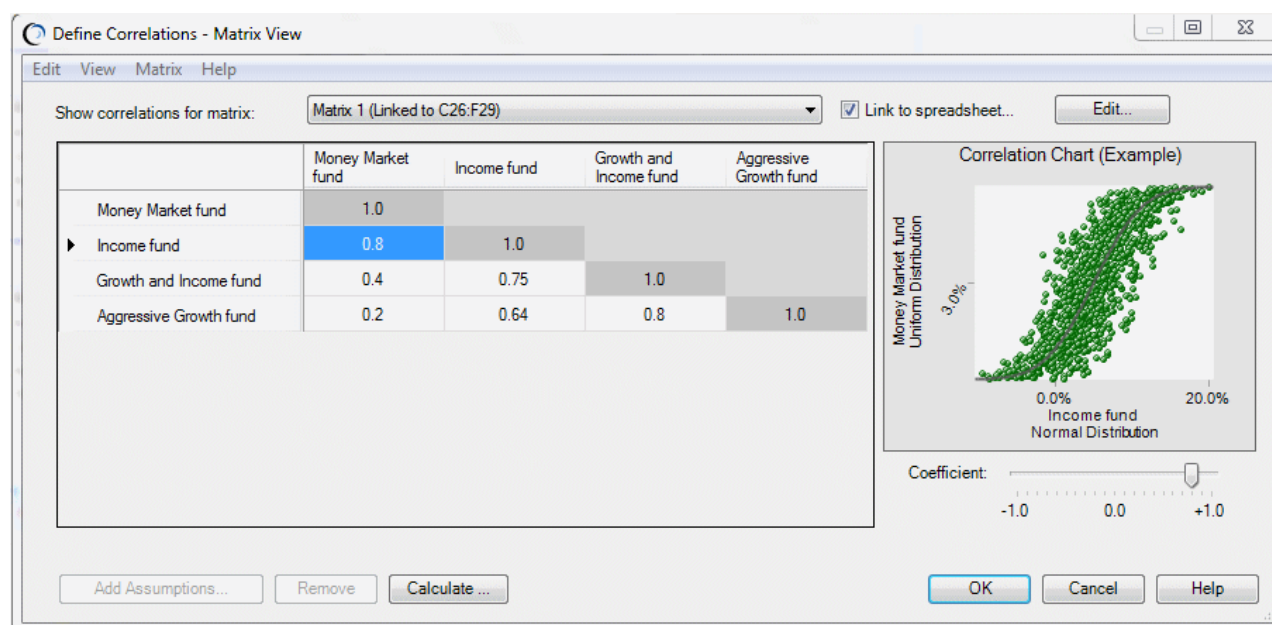 Define Correlations - Matrix View
Edit View Matrix Help
Show correlations for matrix: Matrix 1 (Linked to C26:F29) Link to spreadsheet... Edit...
Money Market fund Income fund Growth and Income fund Aggressive Growth fund
Money Market fund 1.0
Income fund 0.8 1.0
Growth and Income fund 0.4 0.75 1.0
Aggressive Growth fund 0.2 0.64 0.8 1.0
Correlation Chart (Example)
Money Market fund
Uniform Distribution
3.0%
0.0% 20.0%
Income fund
Normal Distribution
Coefficient:
-1.0 0.0 +1.0
Add Assumptions... Remove Calculate ... OK Cancel Help